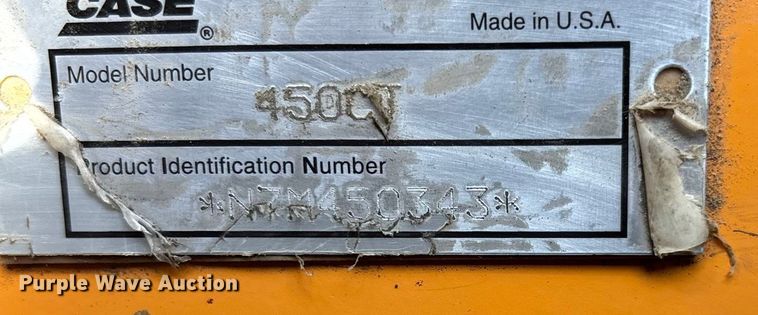 CASE®
Made in U.S.A.
Model Number
450CT
Product Identification Number
*N7M450343*
Purple Wave Auction